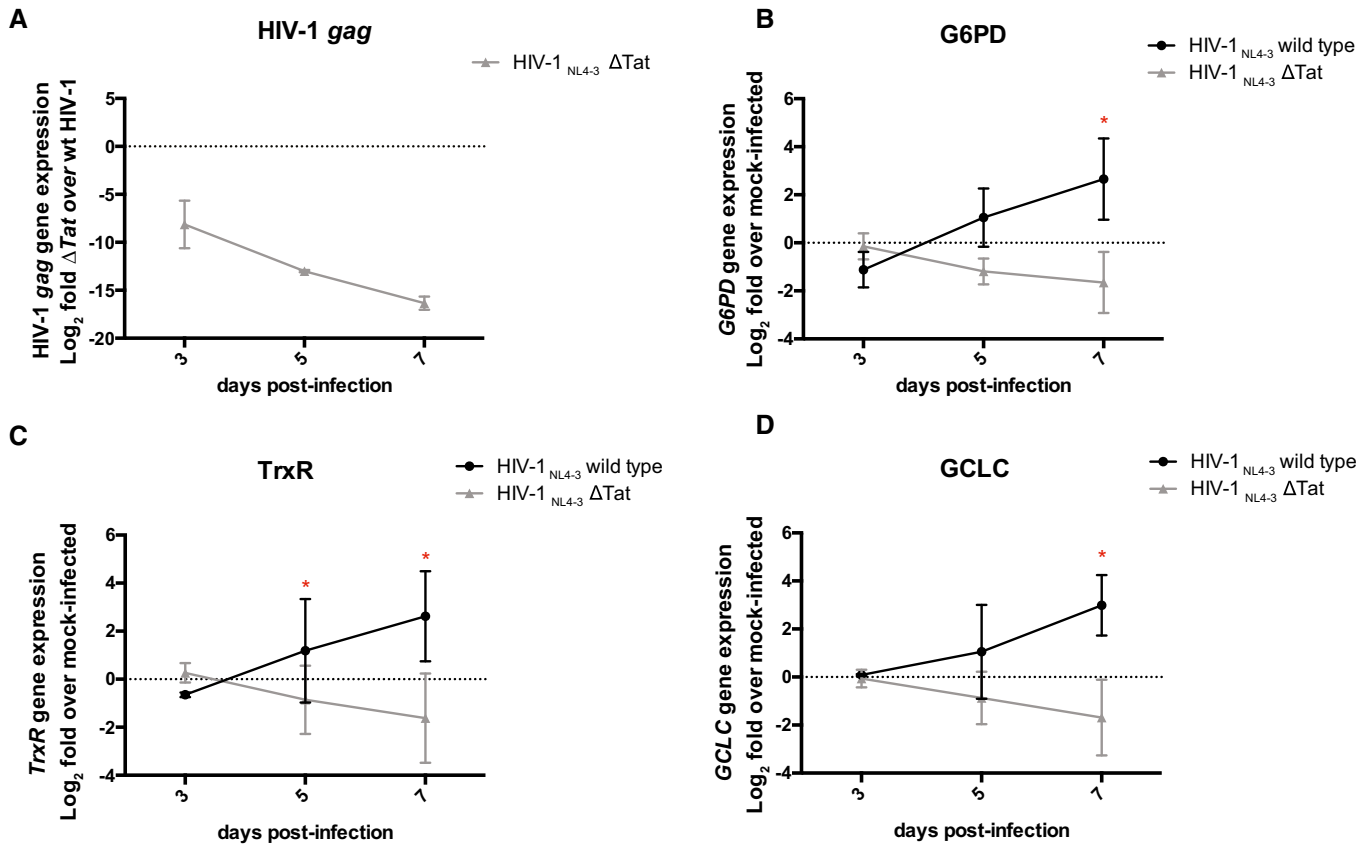 A
HIV-1 gag
HIV-1 NL4-3 ΔTat
HIV-1 gag gene expression
Log2 fold Δ Tat over wt HIV-1
5
0
-5
-10
-15
-20
3
5
7
days post-infection
B
G6PD
HIV-1 NL4-3 wild type
HIV-1 NL4-3 ΔTat
G6PD gene expression
Log2 fold over mock-infected
6
4
2
0
-2
-4
*
3
5
7
days post-infection
C
TrxR
HIV-1 NL4-3 wild type
HIV-1 NL4-3 ΔTat
TrxR gene expression
Log2 fold over mock-infected
6
4
2
0
-2
-4
*
*
3
5
7
days post-infection
D
GCLC
HIV-1 NL4-3 wild type
HIV-1 NL4-3 ΔTat
GCLC gene expression
Log2 fold over mock-infected
6
4
2
0
-2
-4
*
3
5
7
days post-infection